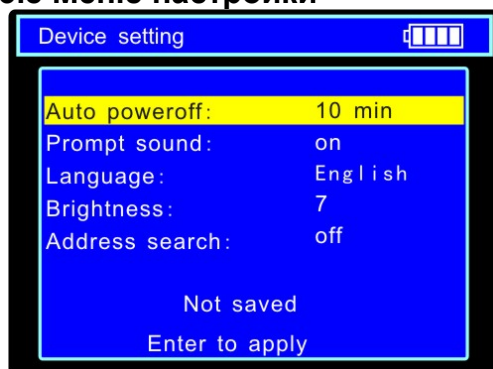 Меню настройки
Device setting
Auto poweroff: 10 min
Prompt sound: on
Language: English
Brightness: 7
Address search: off
Not saved
Enter to apply